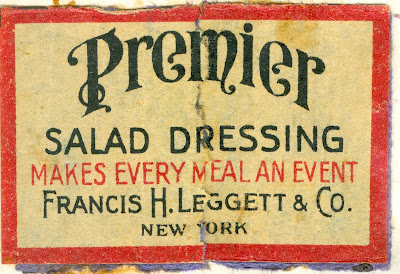 Premier
SALAD DRESSING
MAKES EVERY MEAL AN EVENT
FRANCIS H. LEGGETT & CO.
NEW YORK